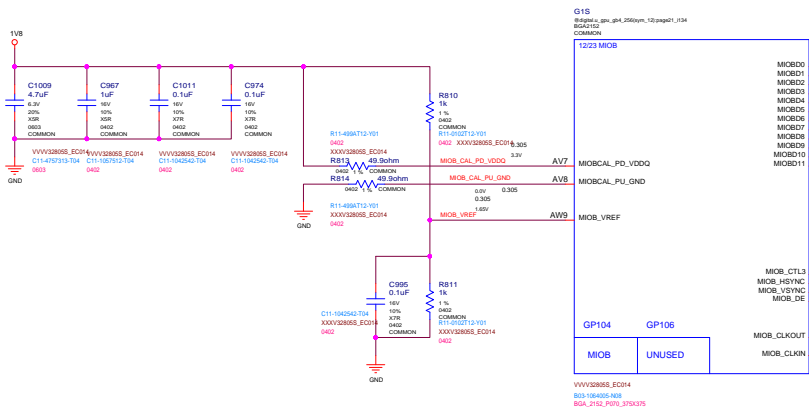 G1S
BGA2152
COMMON
12/23 MIOB
1V8
C1009
4.7uF
6.3V
20%
X5R
0603
COMMON
C967
1uF
16V
10%
X5R
0402
COMMON
C1011
0.1uF
16V
10%
X7R
0402
COMMON
C974
0.1uF
16V
10%
X7R
0402
COMMON
R810
1k
1 %
0402
COMMON
R11-0102T12-Y01
0402 XXXV32805S_EC014
VVVV32805S_EC014
C11-4757313-T04
0603
VVVV32805S_EC014
C11-1057512-T04
0402
VVVV32805S_EC014
C11-1042542-T04
0402
VVVV32805S_EC014
C11-1042542-T04
0402
GND
R11-499AT12-Y01
0402
XXXV32805S_EC014
R813
49.9ohm
0402 1 % COMMON
MIOB_CAL_PD_VDDQ
0.305
3.3V
AV7
MIOBCAL_PD_VDDQ
R814
49.9ohm
0402 1 % COMMON
MIOB_CAL_PU_GND
0.0V
0.305
AV8
MIOBCAL_PU_GND
R11-499AT12-Y01
XXXV32805S_EC014
0402
GND
MIOB_VREF
0.305
1.65V
AW9
MIOB_VREF
MIOBD0
MIOBD1
MIOBD2
MIOBD3
MIOBD4
MIOBD5
MIOBD6
MIOBD7
MIOBD8
MIOBD9
MIOBD10
MIOBD11
C995
0.1uF
16V
10%
X7R
0402
COMMON
C11-1042542-T04
XXXV32805S_EC014
0402
R811
1k
1 %
0402
COMMON
R11-0102T12-Y01
XXXV32805S_EC014
0402
GND
MIOB_CTL3
MIOB_HSYNC
MIOB_VSYNC
MIOB_DE
MIOB_CLKOUT
MIOB_CLKIN
GP104
GP106
MIOB
UNUSED
VVVV32805S_EC014
B03-1064005-N08
BGA_2152_P070_375X375